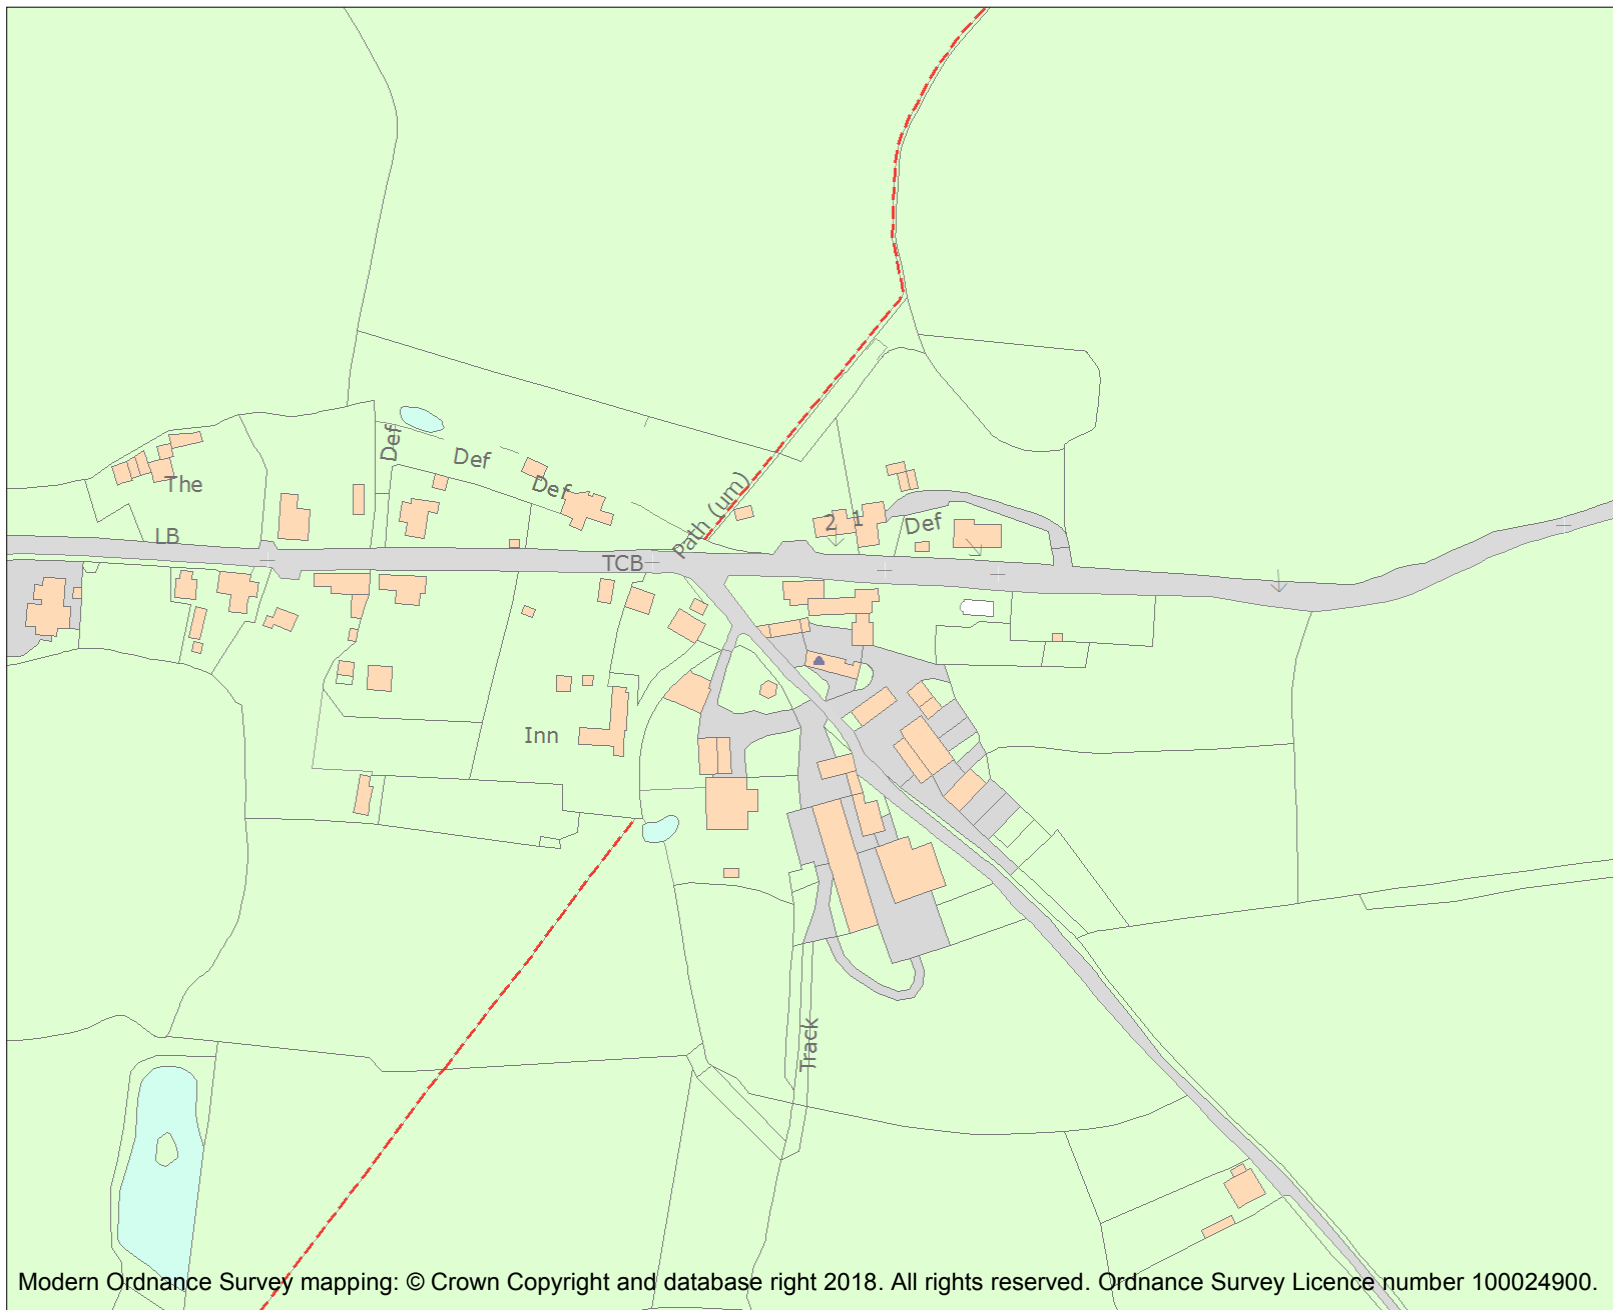 Def
Def
Def
The
Path (um)
2
1
Def
LB
TCB
Inn
Track
Modern Ordnance Survey mapping: © Crown Copyright and database right 2018. All rights reserved. Ordnance Survey Licence number 100024900.